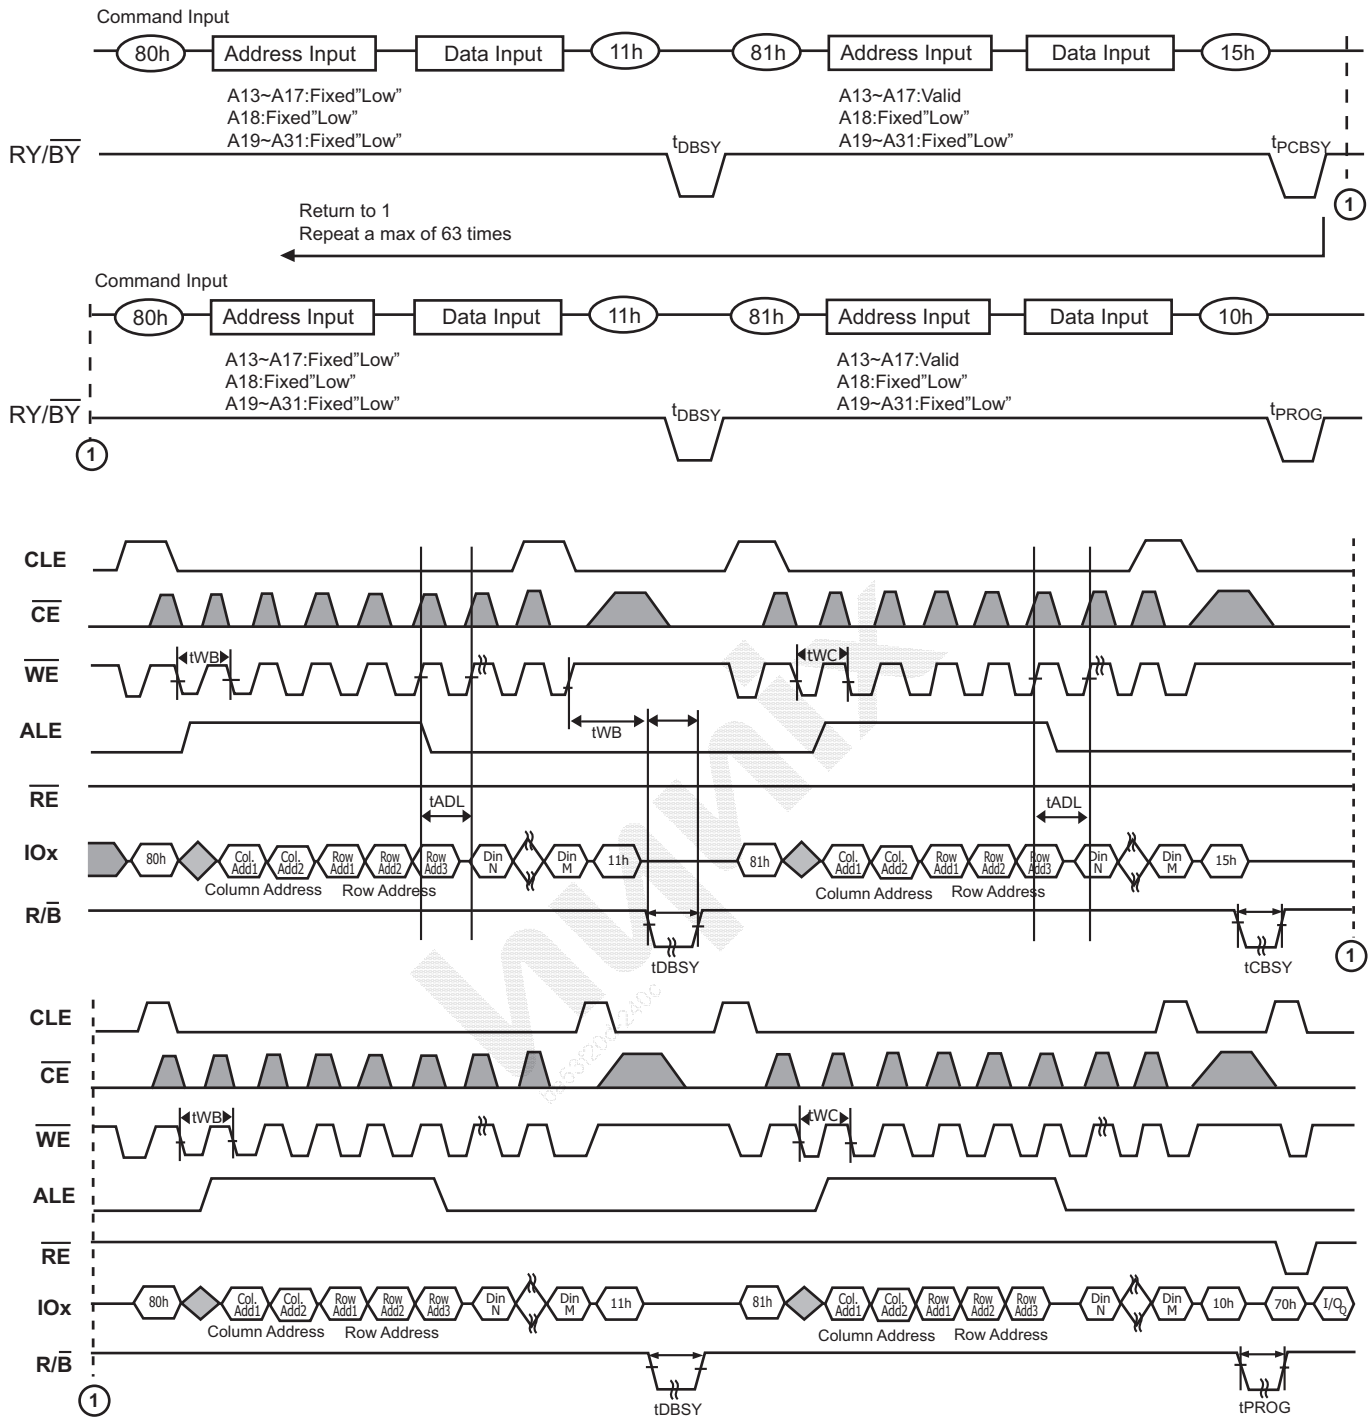 Command Input
80h Address Input Data Input 11h 81h Address Input Data Input 15h
A13~A17:Fixed"Low" A13~A17:Valid
A18:Fixed"Low" A18:Fixed"Low"
A19~A31:Fixed"Low" A19~A31:Fixed"Low"
RY/BY tDBSY tPCBSY
1
Return to 1
Repeat a max of 63 times
Command Input
80h Address Input Data Input 11h 81h Address Input Data Input 10h
A13~A17:Fixed"Low" A13~A17:Valid
A18:Fixed"Low" A18:Fixed"Low"
A19~A31:Fixed"Low" A19~A31:Fixed"Low"
RY/BY tDBSY tPROG
1
CLE
CE
WE tWB tWC
ALE tWB
RE
tADL tADL
IOx 80h Col. Add1 Col. Add2 Row Add1 Row Add2 Row Add3 Din N Din M 11h 81h Col. Add1 Col. Add2 Row Add1 Row Add2 Row Add3 Din N Din M 15h
Column Address Row Address Column Address Row Address
R/B
tDBSY tCBSY
1
hynix
CLE
CE
WE tWB tWC
ALE
RE
IOx 80h Col. Add1 Col. Add2 Row Add1 Row Add2 Row Add3 Din N Din M 11h 81h Col. Add1 Col. Add2 Row Add1 Row Add2 Row Add3 Din N Din M 10h 70h I/O0
Column Address Row Address Column Address Row Address
R/B
1
tDBSY tPROG